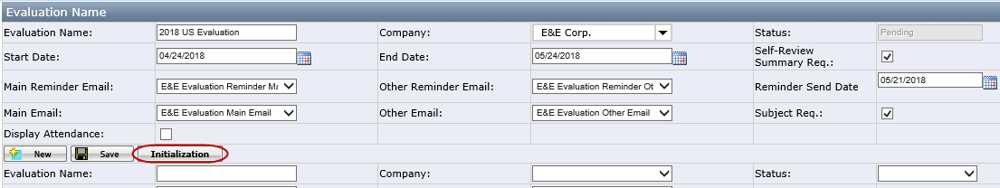 Evaluation Name
Evaluation Name: 2018 US Evaluation Company: E&E Corp. Status: Pending
Start Date: 04/24/2018 End Date: 05/24/2018 Self-Review Summary Req.:
Main Reminder Email: E&E Evaluation Reminder Ma Other Reminder Email: E&E Evaluation Reminder Ot Reminder Send Date 05/21/2018
Main Email: E&E Evaluation Main Email Other Email: E&E Evaluation Other Email Subject Req.:
Display Attendance:
New Save Initialization
Evaluation Name: Company: Status: